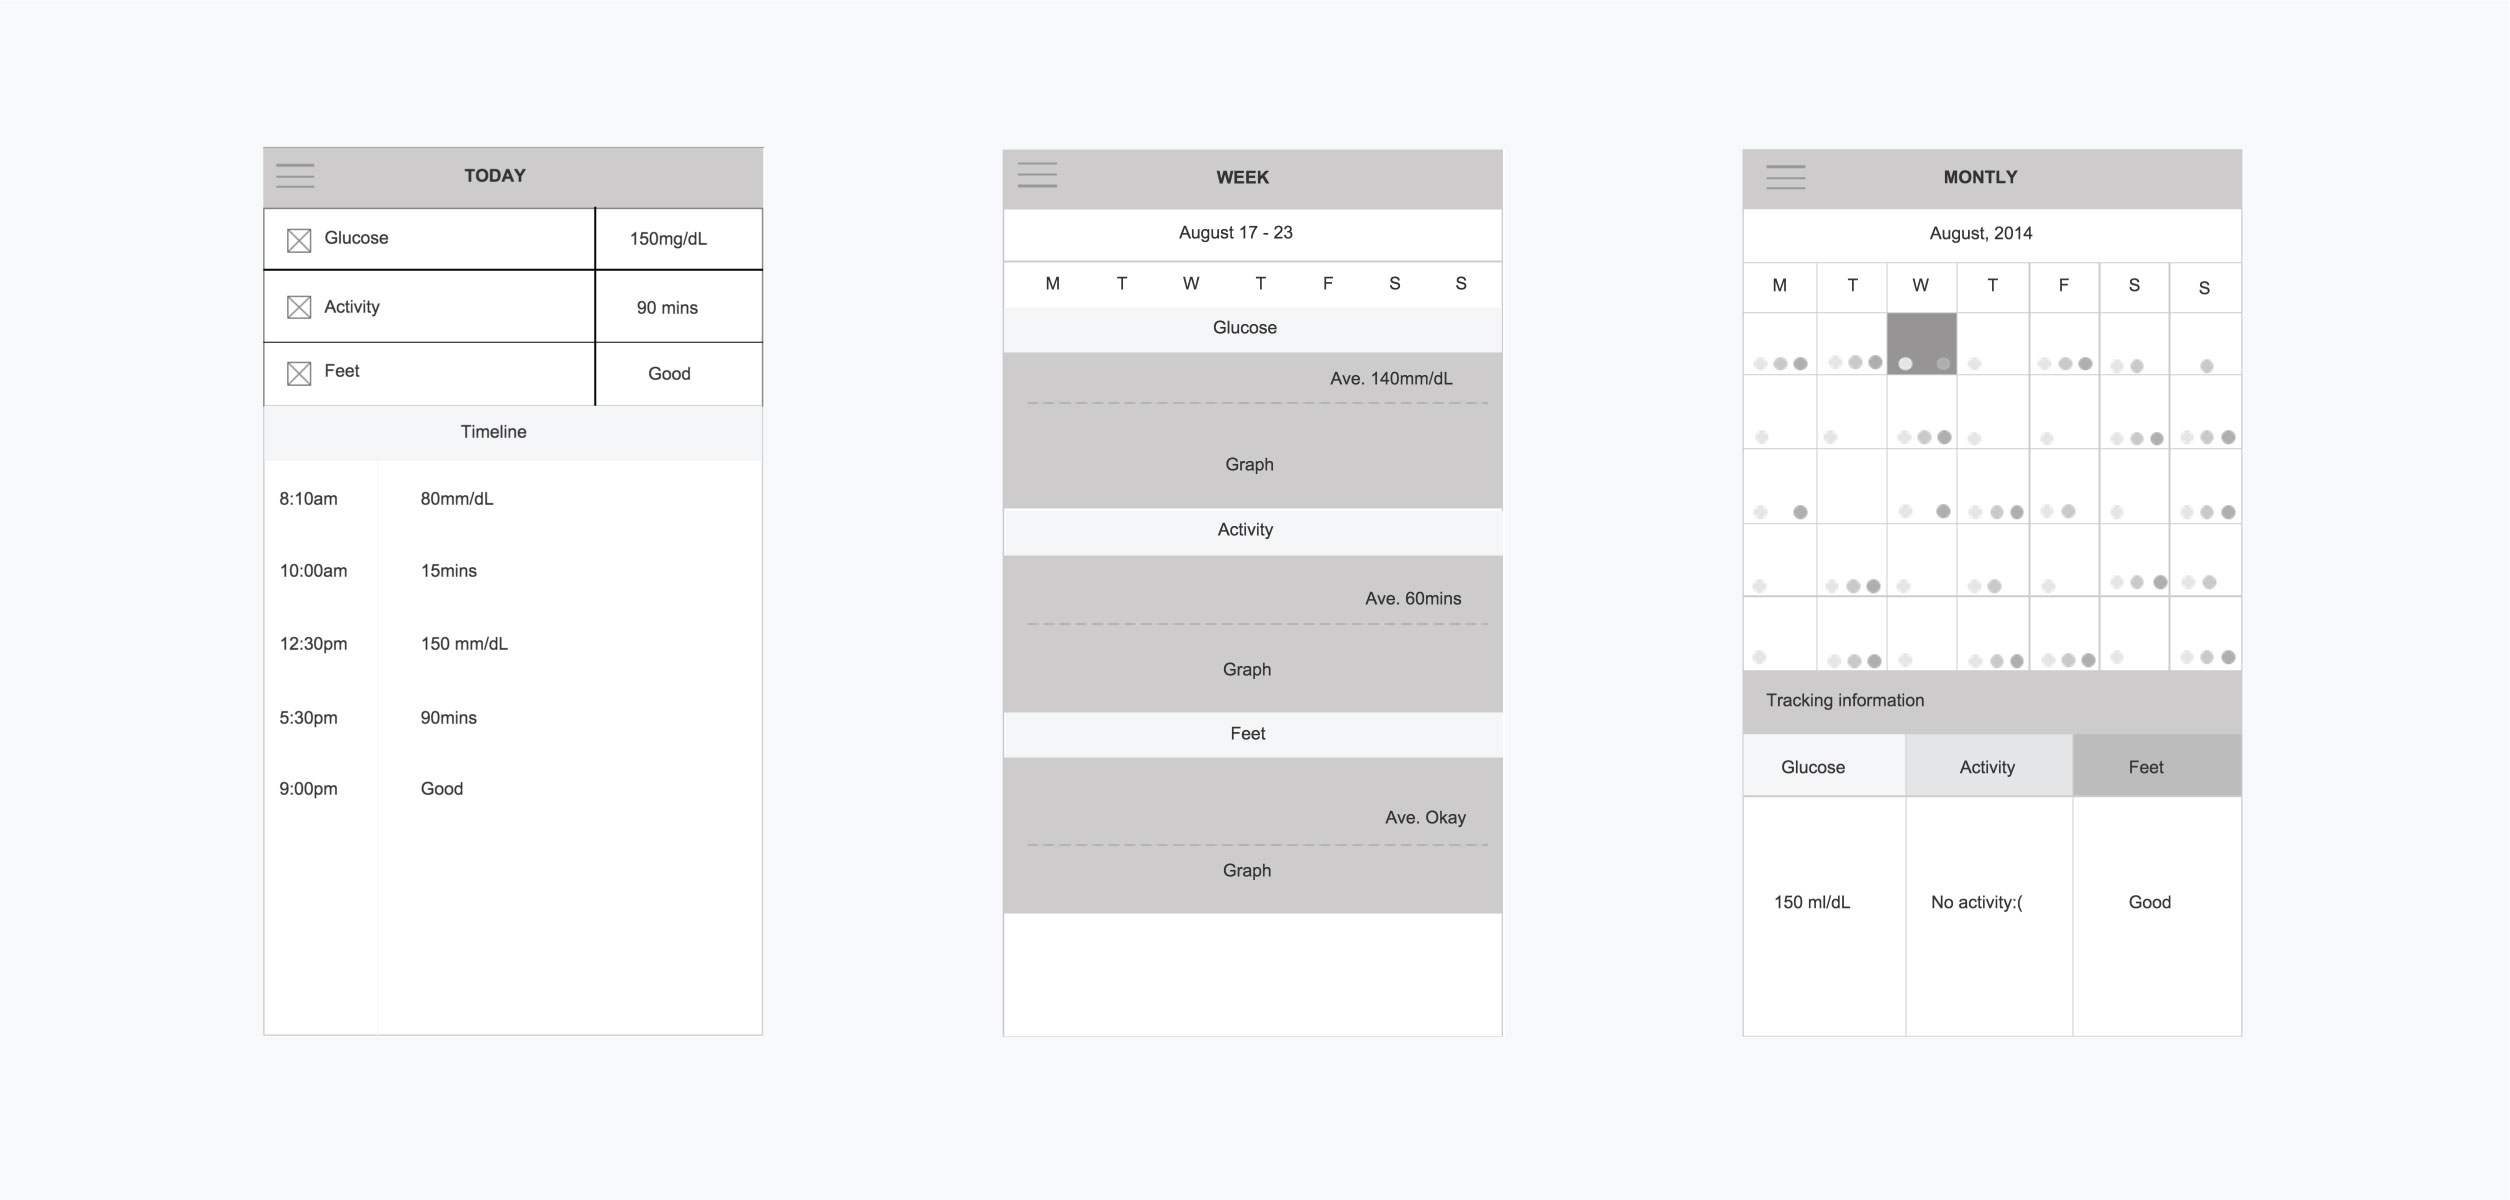 TODAY
Glucose 150mg/dL
Activity 90 mins
Feet Good
Timeline
8:10am 80mm/dL
10:00am 15mins
12:30pm 150 mm/dL
5:30pm 90mins
9:00pm Good
WEEK
August 17 - 23
M T W T F S S
Glucose
Ave. 140mm/dL
Graph
Activity
Ave. 60mins
Graph
Feet
Ave. Okay
Graph
MONTLY
August, 2014
M T W T F S S
Tracking information
Glucose Activity Feet
150 ml/dL No activity:( Good